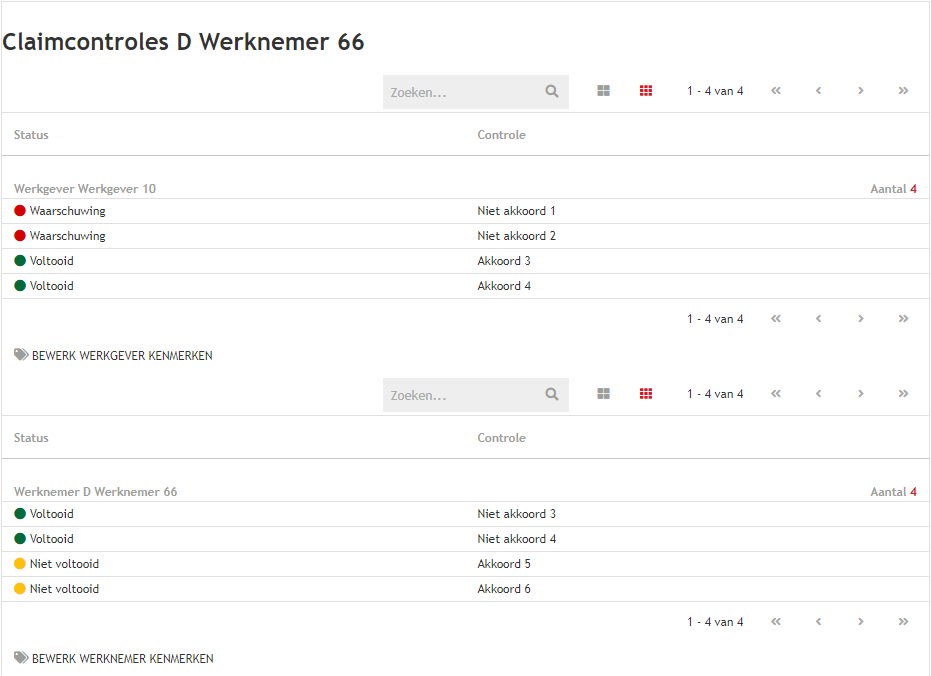 Claimcontroles D Werknemer 66
Zoeken... 1 - 4 van 4
Status Controle
Werkgever Werkgever 10 Aantal 4
Waarschuwing Niet akkoord 1
Waarschuwing Niet akkoord 2
Voltooid Akkoord 3
Voltooid Akkoord 4
1 - 4 van 4
BEWERK WERKGEVER KENMERKEN
Zoeken... 1 - 4 van 4
Status Controle
Werknemer D Werknemer 66 Aantal 4
Voltooid Niet akkoord 3
Voltooid Niet akkoord 4
Niet voltooid Akkoord 5
Niet voltooid Akkoord 6
1 - 4 van 4
BEWERK WERKNEMER KENMERKEN